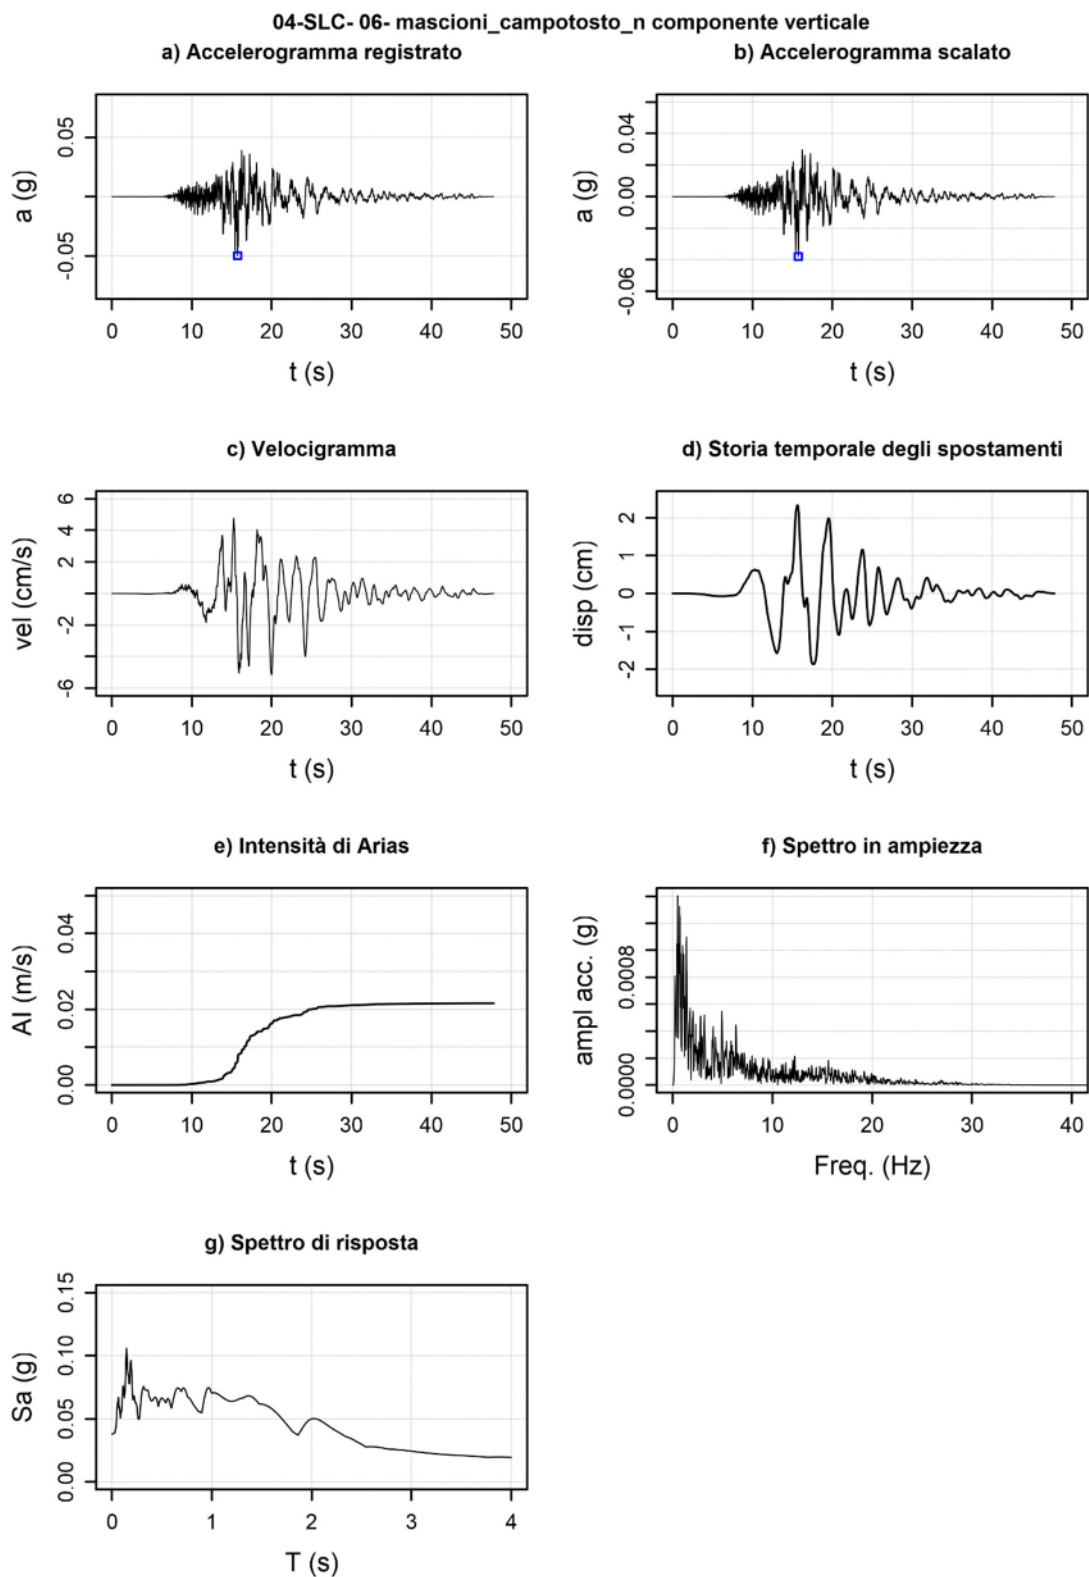 04-SLC- 06- mascioni_campotosto_n componente verticale
a) Accelerogramma registrato
b) Accelerogramma scalato
a (g)
0.05
-0.05
0 10 20 30 40 50
t (s)
a (g)
0.04
0.00
-0.06
0 10 20 30 40 50
t (s)
c) Velocigramma
d) Storia temporale degli spostamenti
vel (cm/s)
6
4
2
-2
-6
0 10 20 30 40 50
t (s)
disp (cm)
2
1
0
-1
-2
0 10 20 30 40 50
t (s)
e) Intensità di Arias
f) Spettro in ampiezza
AI (m/s)
0.04
0.02
0.00
0 10 20 30 40 50
t (s)
ampl acc. (g)
0.0008
0.0000
0 10 20 30 40
Freq. (Hz)
g) Spettro di risposta
Sa (g)
0.15
0.10
0.05
0.00
0 1 2 3 4
T (s)